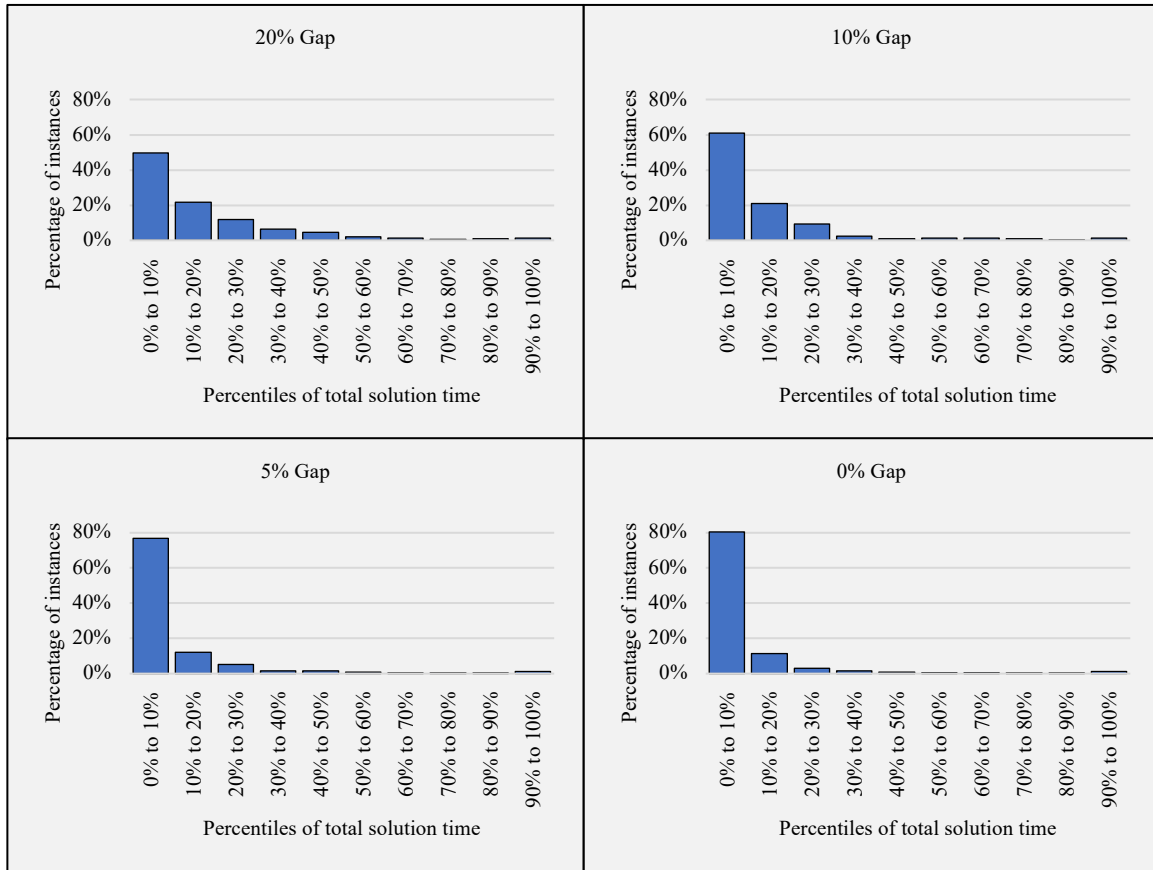 20% Gap
Percentage of instances
80%
60%
40%
20%
0%
0% to 10%
10% to 20%
20% to 30%
30% to 40%
40% to 50%
50% to 60%
60% to 70%
70% to 80%
80% to 90%
90% to 100%
Percentiles of total solution time
10% Gap
Percentage of instances
80%
60%
40%
20%
0%
0% to 10%
10% to 20%
20% to 30%
30% to 40%
40% to 50%
50% to 60%
60% to 70%
70% to 80%
80% to 90%
90% to 100%
Percentiles of total solution time
5% Gap
Percentage of instances
80%
60%
40%
20%
0%
0% to 10%
10% to 20%
20% to 30%
30% to 40%
40% to 50%
50% to 60%
60% to 70%
70% to 80%
80% to 90%
90% to 100%
Percentiles of total solution time
0% Gap
Percentage of instances
80%
60%
40%
20%
0%
0% to 10%
10% to 20%
20% to 30%
30% to 40%
40% to 50%
50% to 60%
60% to 70%
70% to 80%
80% to 90%
90% to 100%
Percentiles of total solution time